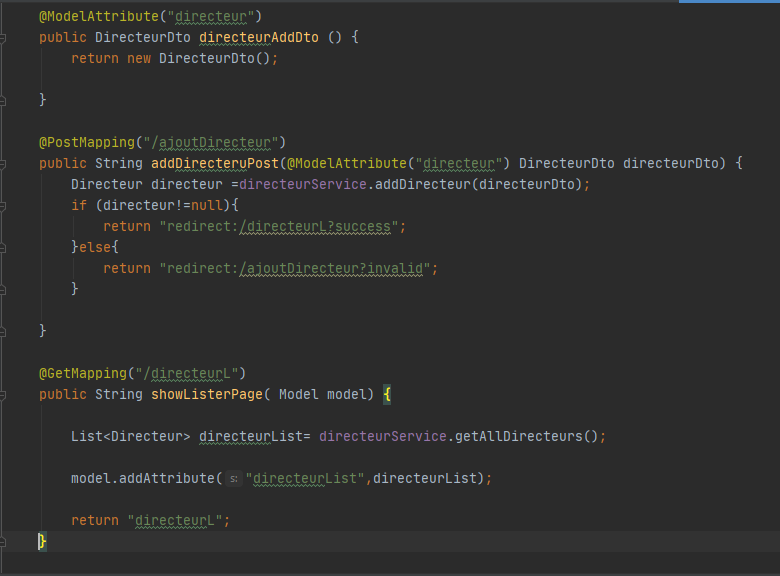 @ModelAttribute("directeur")
public DirecteurDto directeurAddDto () {
return new DirecteurDto();
}
@PostMapping("/ajoutDirecteur")
public String addDirecteruPost(@ModelAttribute("directeur") DirecteurDto directeurDto) {
Directeur directeur =directeurService.addDirecteur(directeurDto);
if (directeur!=null){
return "redirect:/directeurL?success";
}else{
return "redirect:/ajoutDirecteur?invalid";
}
}
@GetMapping("/directeurL")
public String showListerPage( Model model) {
List<Directeur> directeurList= directeurService.getAllDirecteurs();
model.addAttribute( s: "directeurList",directeurList);
return "directeurL";
}